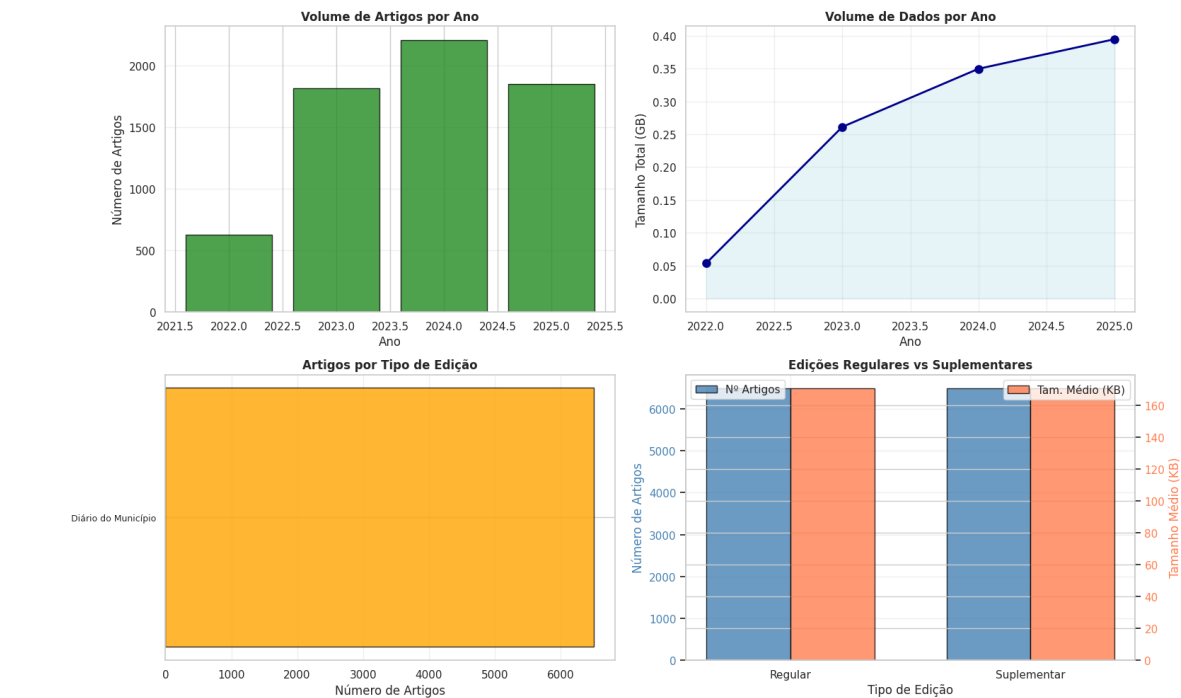 Volume de Artigos por Ano
Número de Artigos
2000
1500
1000
500
0
2021.5 2022.0 2022.5 2023.0 2023.5 2024.0 2024.5 2025.0 2025.5
Ano
Volume de Dados por Ano
Tamanho Total (GB)
0.40
0.35
0.30
0.25
0.20
0.15
0.10
0.05
0.00
2022.0 2022.5 2023.0 2023.5 2024.0 2024.5 2025.0
Ano
Artigos por Tipo de Edição
Diário do Município
0 1000 2000 3000 4000 5000 6000
Número de Artigos
Edições Regulares vs Suplementares
Nº Artigos
Tam. Médio (KB)
Número de Artigos
6000
5000
4000
3000
2000
1000
0
160
140
120
100
80
60
40
20
0
Tamanho Médio (KB)
Regular Suplementar
Tipo de Edição